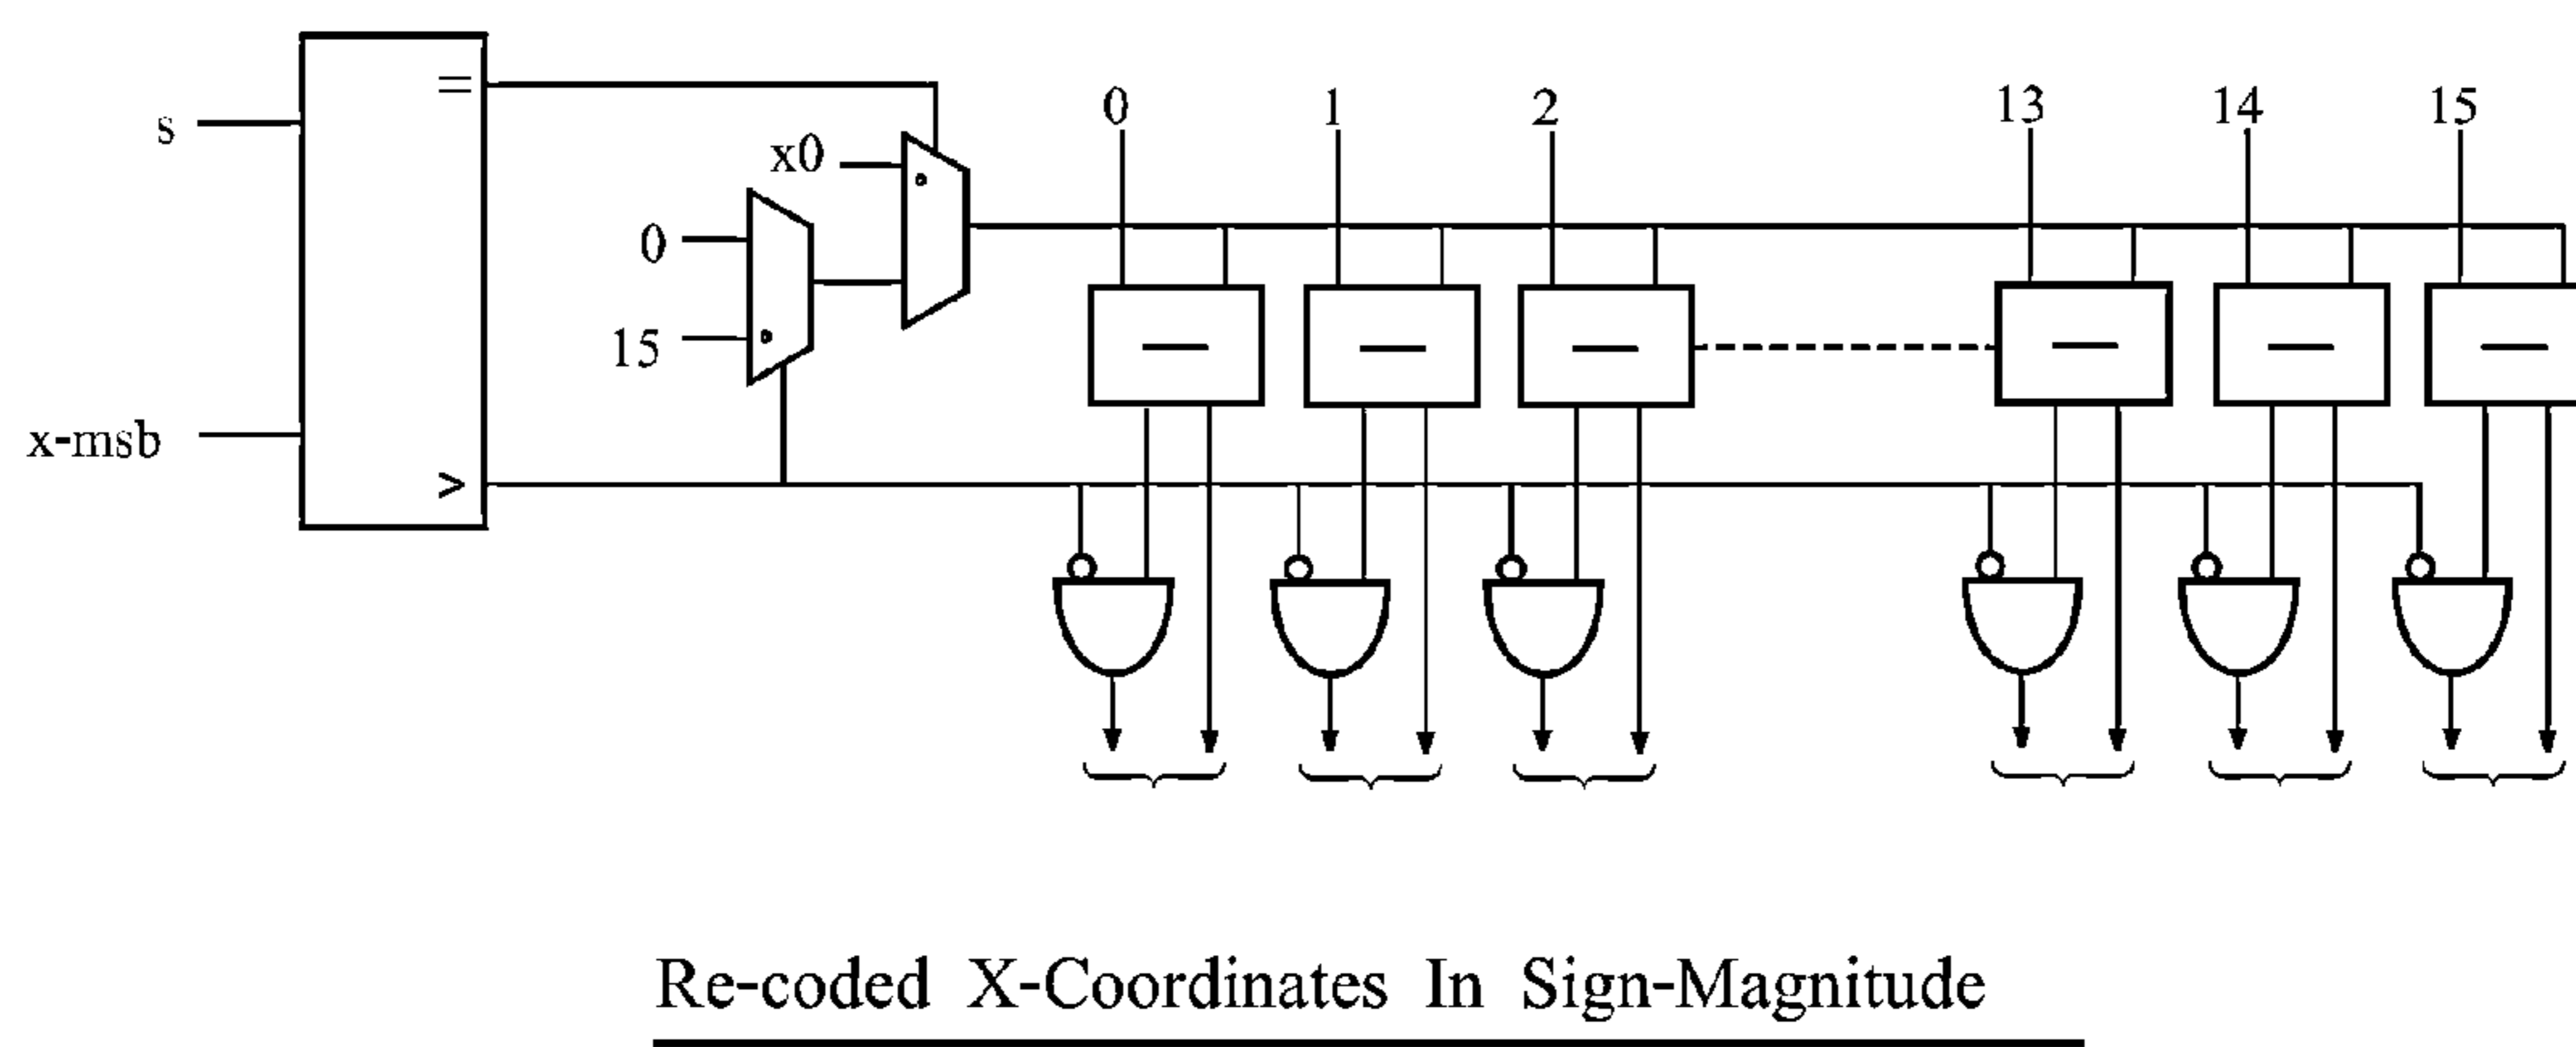 =
s
x-msb
>
x0
0
15
0 1 2 13 14 15
Re-coded X-Coordinates In Sign-Magnitude